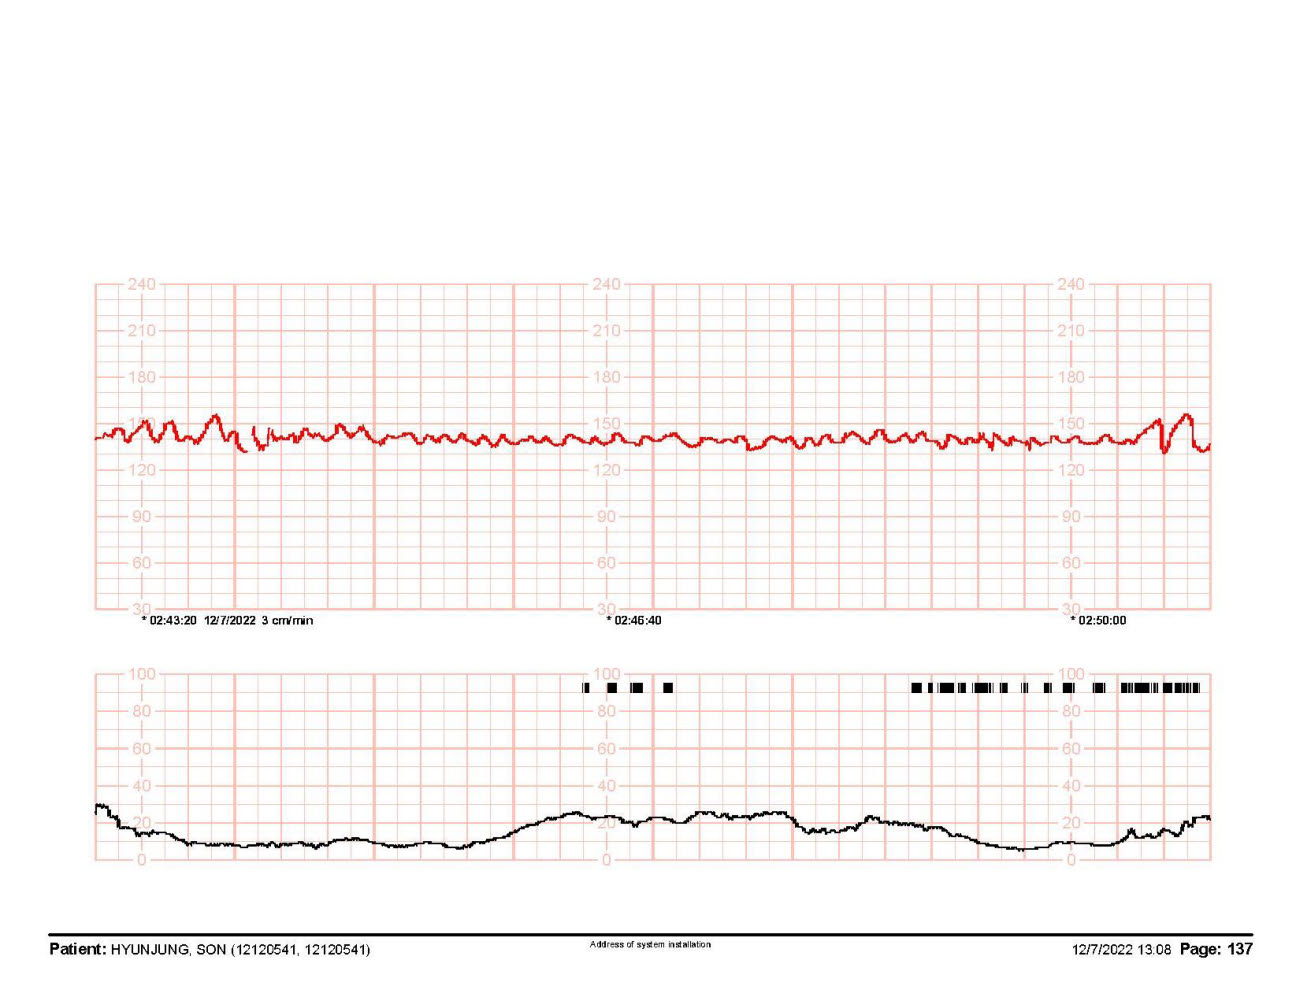 240 240 240
210 210 210
180 180 180
150 150 150
120 120 120
90 90 90
60 60 60
30 30 30
* 02:43:20 12/7/2022 3 cm/min * 02:46:40 * 02:50:00
100 100 100
80 80 80
60 60 60
40 40 40
20 20 20
0 0 0
Patient: HYUNJUNG, SON (12120541, 12120541) Address of system installation 12/7/2022 13:08 Page: 137